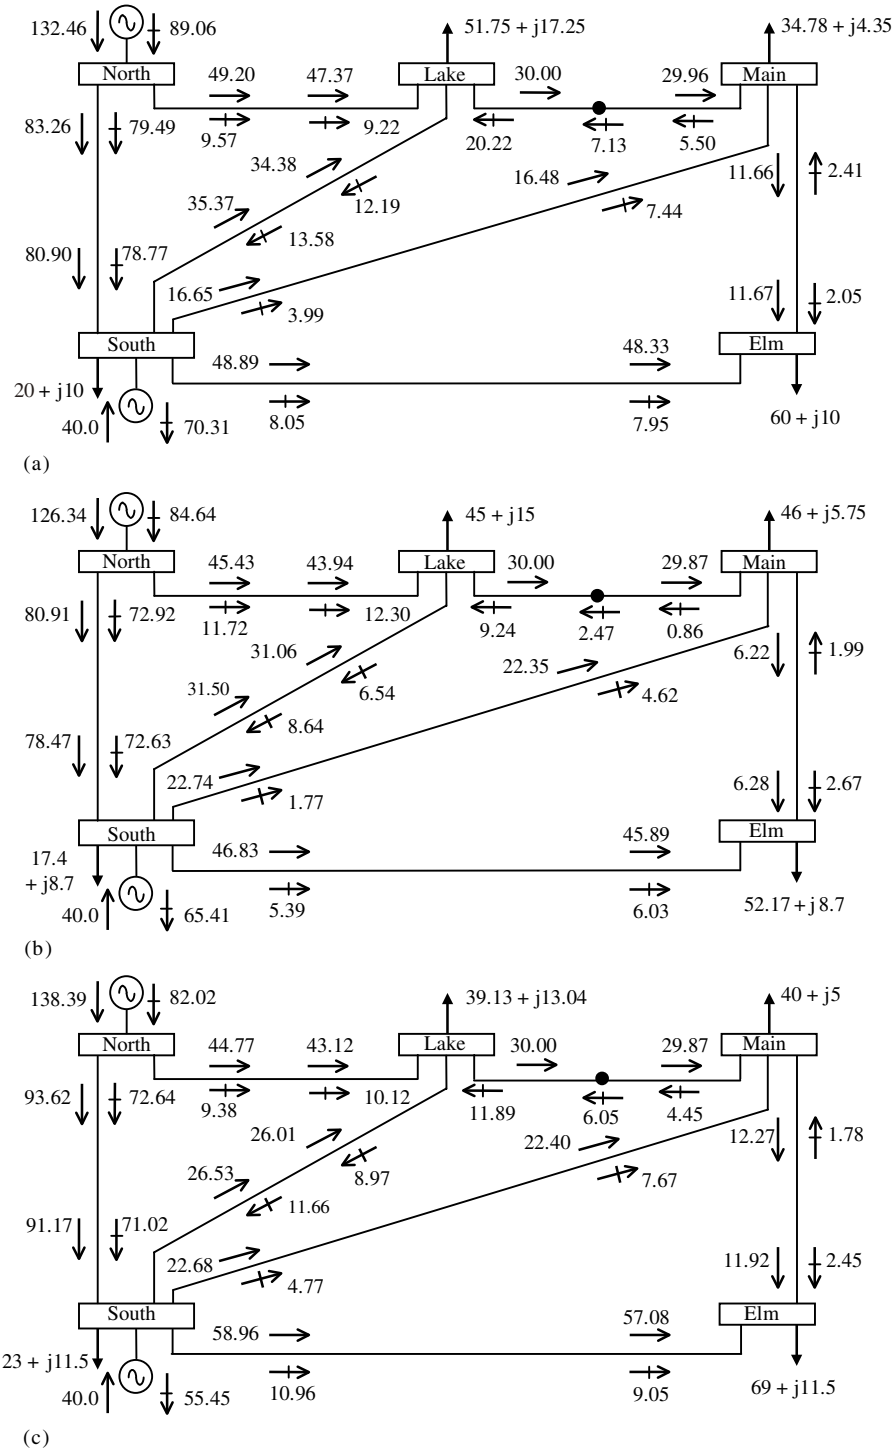 132.46 89.06 51.75 + j17.25 34.78 + j4.35
North 49.20 47.37 Lake 30.00 29.96 Main
83.26 79.49 9.57 9.22 20.22 7.13 5.50
34.38 16.48 11.66 2.41
35.37 12.19 7.44
80.90 78.77 13.58
16.65 3.99 11.67 2.05
South 48.89 48.33 Elm
20 + j10
40.0 70.31 8.05 7.95 60 + j10
(a)
126.34 84.64 45 + j15 46 + j5.75
North 45.43 43.94 Lake 30.00 29.87 Main
80.91 72.92 11.72 12.30 9.24 2.47 0.86
31.06 22.35 6.22 1.99
31.50 6.54 4.62
78.47 72.63 8.64
22.74 1.77 6.28 2.67
South 46.83 45.89 Elm
17.4
+ j8.7
40.0 65.41 5.39 6.03 52.17 + j8.7
(b)
138.39 82.02 39.13 + j13.04 40 + j5
North 44.77 43.12 Lake 30.00 29.87 Main
93.62 72.64 9.38 10.12 11.89 6.05 4.45
26.01 22.40 12.27 1.78
26.53 8.97 7.67
91.17 71.02 11.66
22.68 4.77 11.92 2.45
South 58.96 57.08 Elm
23 + j11.5
40.0 55.45 10.96 9.05 69 + j11.5
(c)